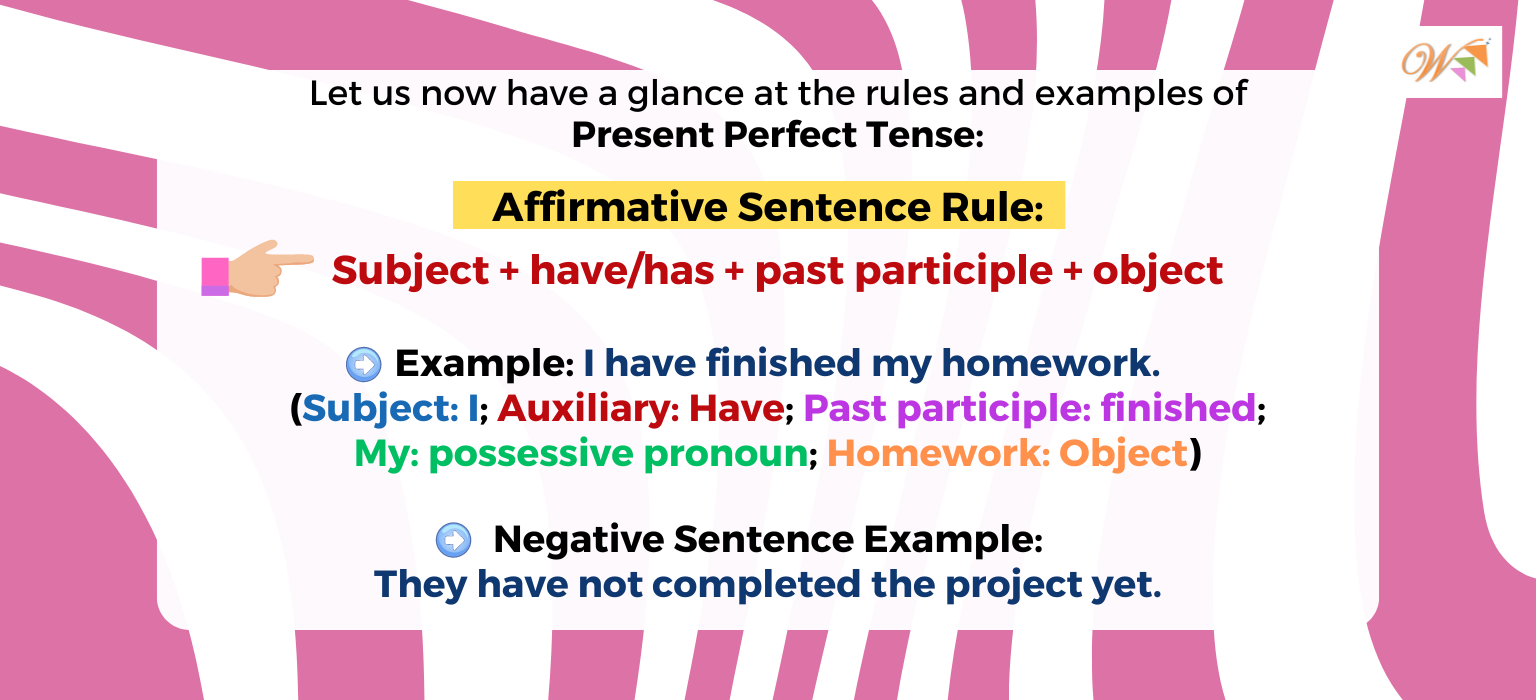 Let us now have a glance at the rules and examples of
Present Perfect Tense:
Affirmative Sentence Rule:
Subject + have/has + past participle + object
Example: I have finished my homework.
(Subject: I; Auxiliary: Have; Past participle: finished;
My: possessive pronoun; Homework: Object)
Negative Sentence Example:
They have not completed the project yet.